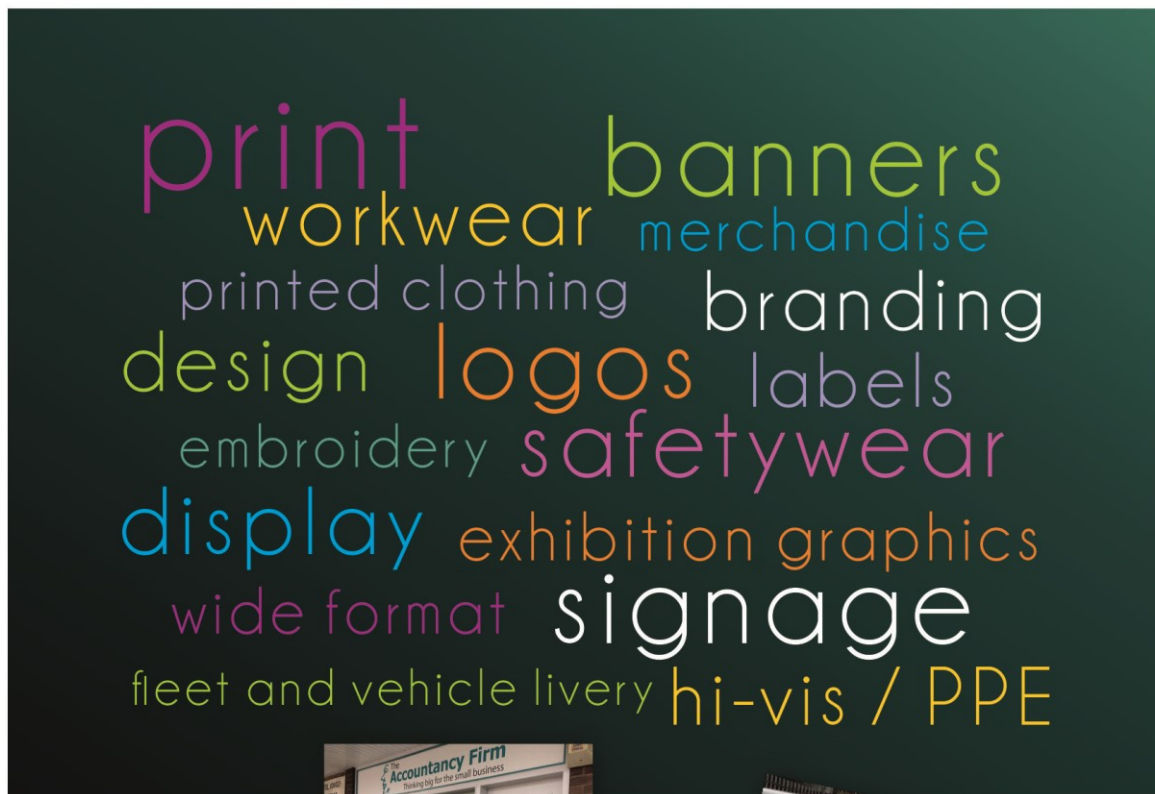 print
banners
workwear
merchandise
printed clothing
branding
design
logos
labels
embroidery
safetywear
display
exhibition graphics
wide format
signage
fleet and vehicle livery
hi-vis / PPE
The
Accountancy Firm
Thinking big for the small business